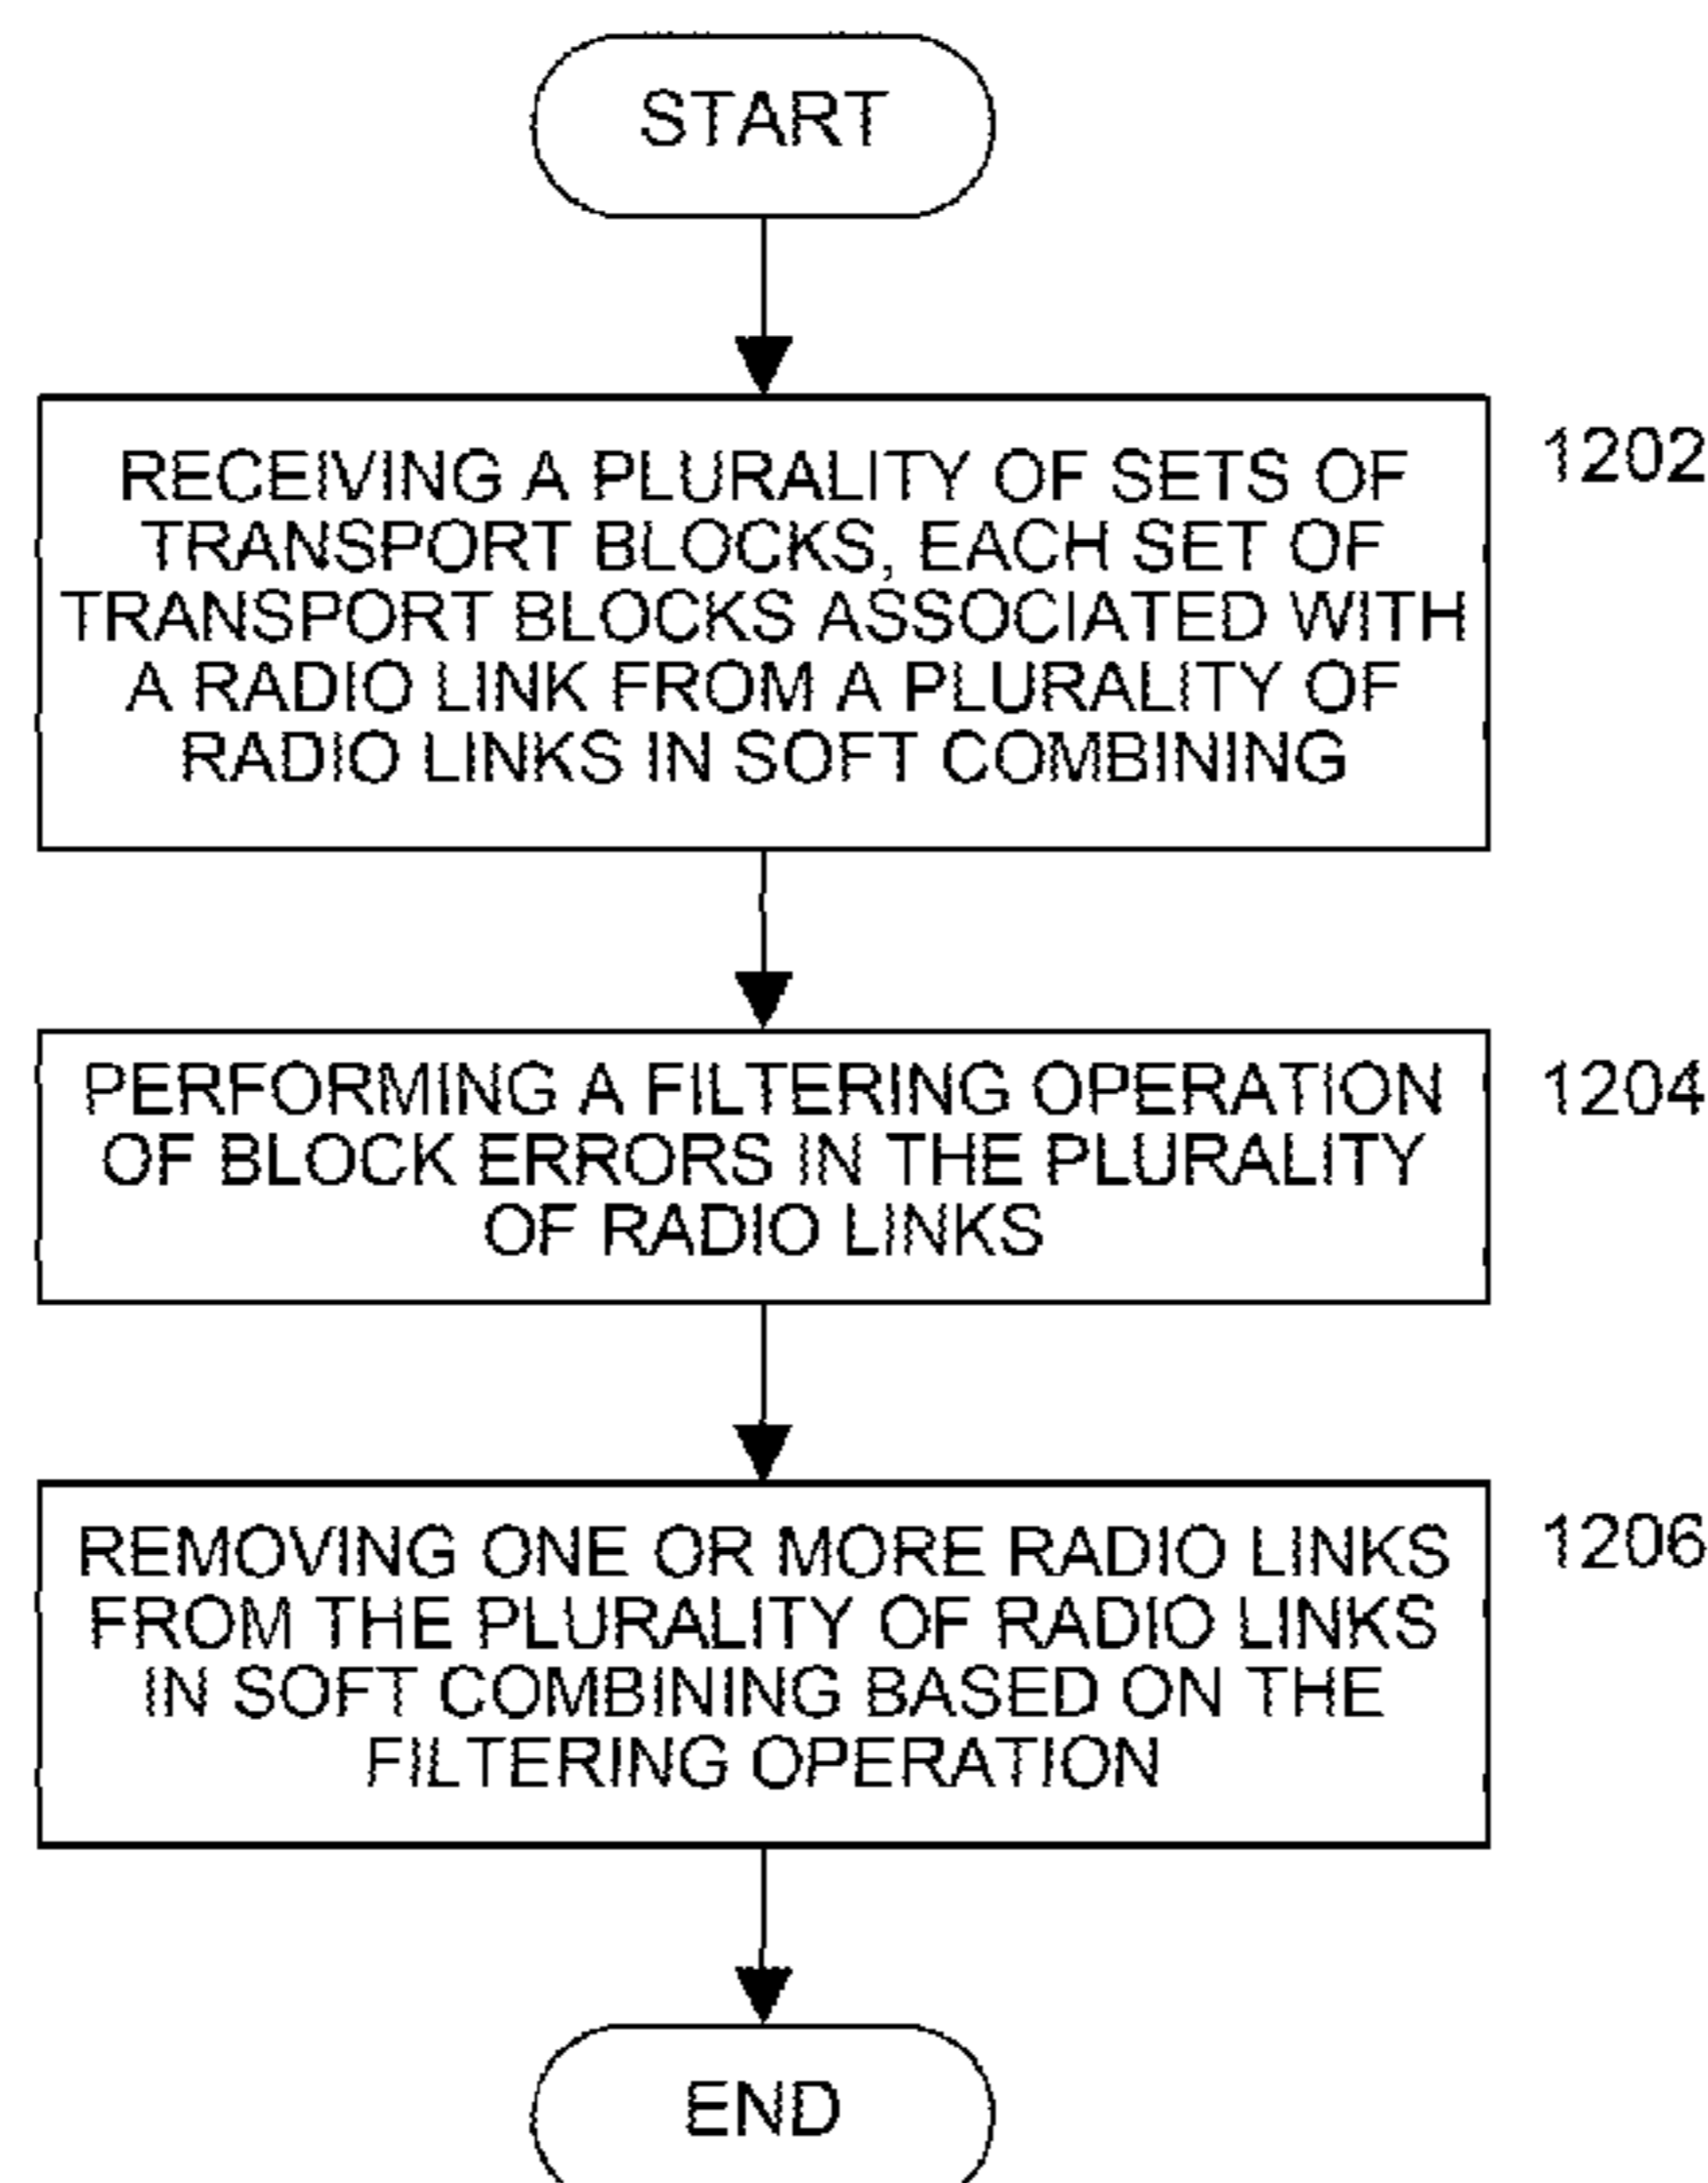 START
RECEIVING A PLURALITY OF SETS OF
TRANSPORT BLOCKS, EACH SET OF
TRANSPORT BLOCKS ASSOCIATED WITH
A RADIO LINK FROM A PLURALITY OF
RADIO LINKS IN SOFT COMBINING
1202
PERFORMING A FILTERING OPERATION
OF BLOCK ERRORS IN THE PLURALITY
OF RADIO LINKS
1204
REMOVING ONE OR MORE RADIO LINKS
FROM THE PLURALITY OF RADIO LINKS
IN SOFT COMBINING BASED ON THE
FILTERING OPERATION
1206
END